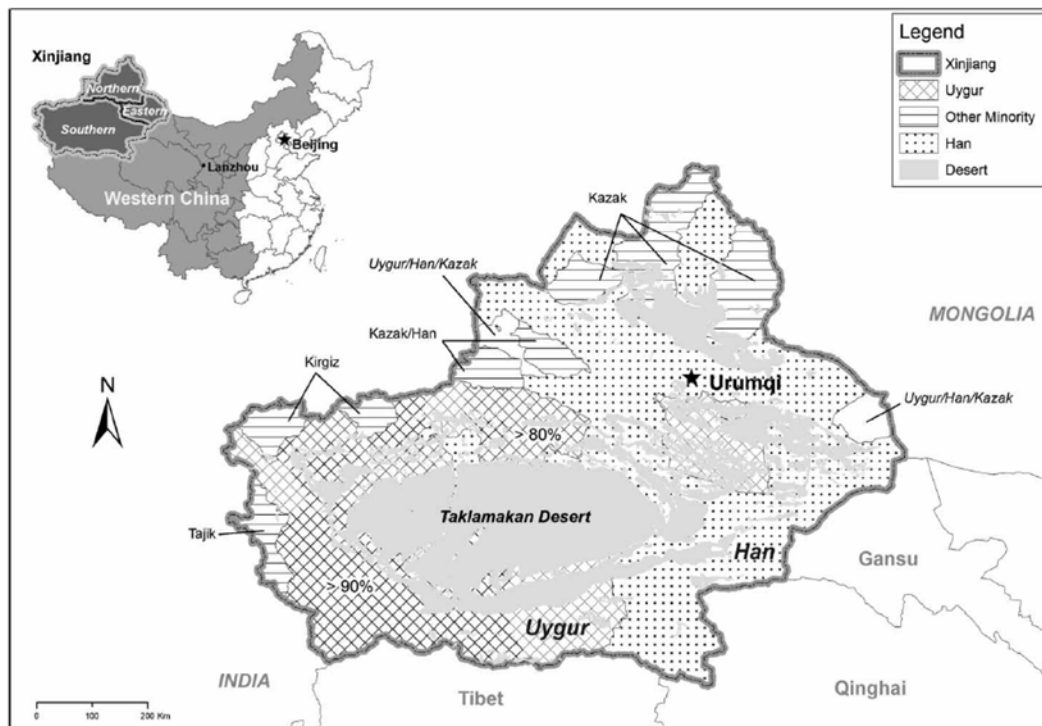 Xinjiang
Northern
Eastern
Southern
Beijing
Lanzhou
Western China
Legend
Xinjiang
Uygur
Other Minority
Han
Desert
Kazak
Uygur/Han/Kazak
Kazak/Han
MONGOLIA
Kirgiz
N
Urumqi
Uygur/Han/Kazak
> 80%
Taklamakan Desert
Tajik
Han
Gansu
> 90%
Uygur
INDIA
Tibet
Qinghai
0 100 200 Km